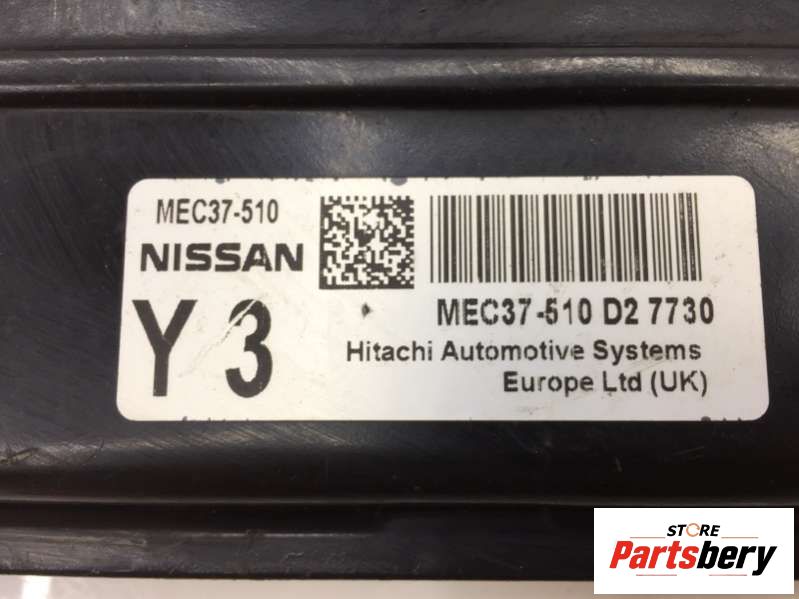 MEC37-510
NISSAN
Y 3
MEC37-510 D2 7730
Hitachi Automotive Systems
Europe Ltd (UK)
STORE
Partsbery